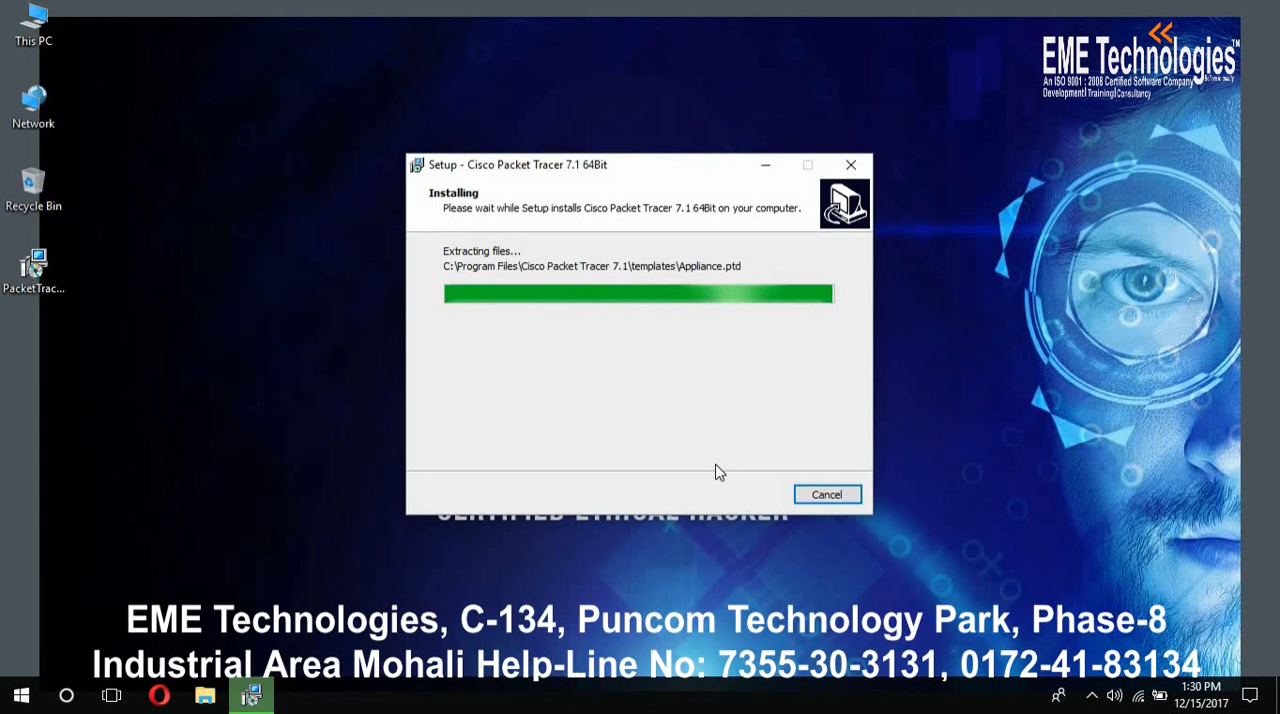 This PC
Network
Recycle Bin
PacketTrac...
EME Technologies™
An ISO 9001 : 2008 Certified Software Company
Development|Training|Consultancy
Setup - Cisco Packet Tracer 7.1 64Bit
Installing
Please wait while Setup installs Cisco Packet Tracer 7.1 64Bit on your computer.
Extracting files...
C:\Program Files\Cisco Packet Tracer 7.1\templates\Appliance.ptd
Cancel
CERTIFIED ETHICAL HACKER
EME Technologies, C-134, Puncom Technology Park, Phase-8
Industrial Area Mohali Help-Line No: 7355-30-3131, 0172-41-83134
1:30 PM
12/15/2017